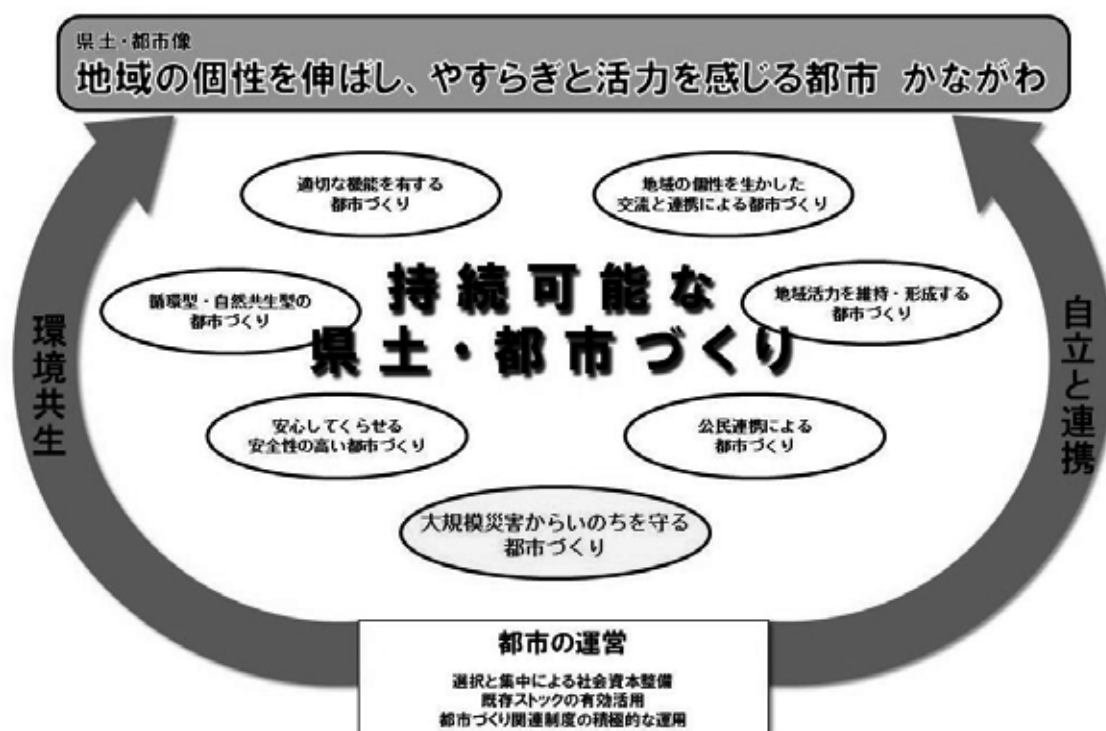 県土・都市像
地域の個性を伸ばし、やすらぎと活力を感じる都市 かながわ
適切な機能を有する
都市づくり
地域の個性を生かした
交流と連携による都市づくり
持続可能な
県土・都市づくり
循環型・自然共生型の
都市づくり
地域活力を維持・形成する
都市づくり
環境共生
自立と連携
安心してくらせる
安全性の高い都市づくり
公民連携による
都市づくり
大規模災害からいのちを守る
都市づくり
都市の運営
選択と集中による社会資本整備
既存ストックの有効活用
都市づくり関連制度の積極的な運用